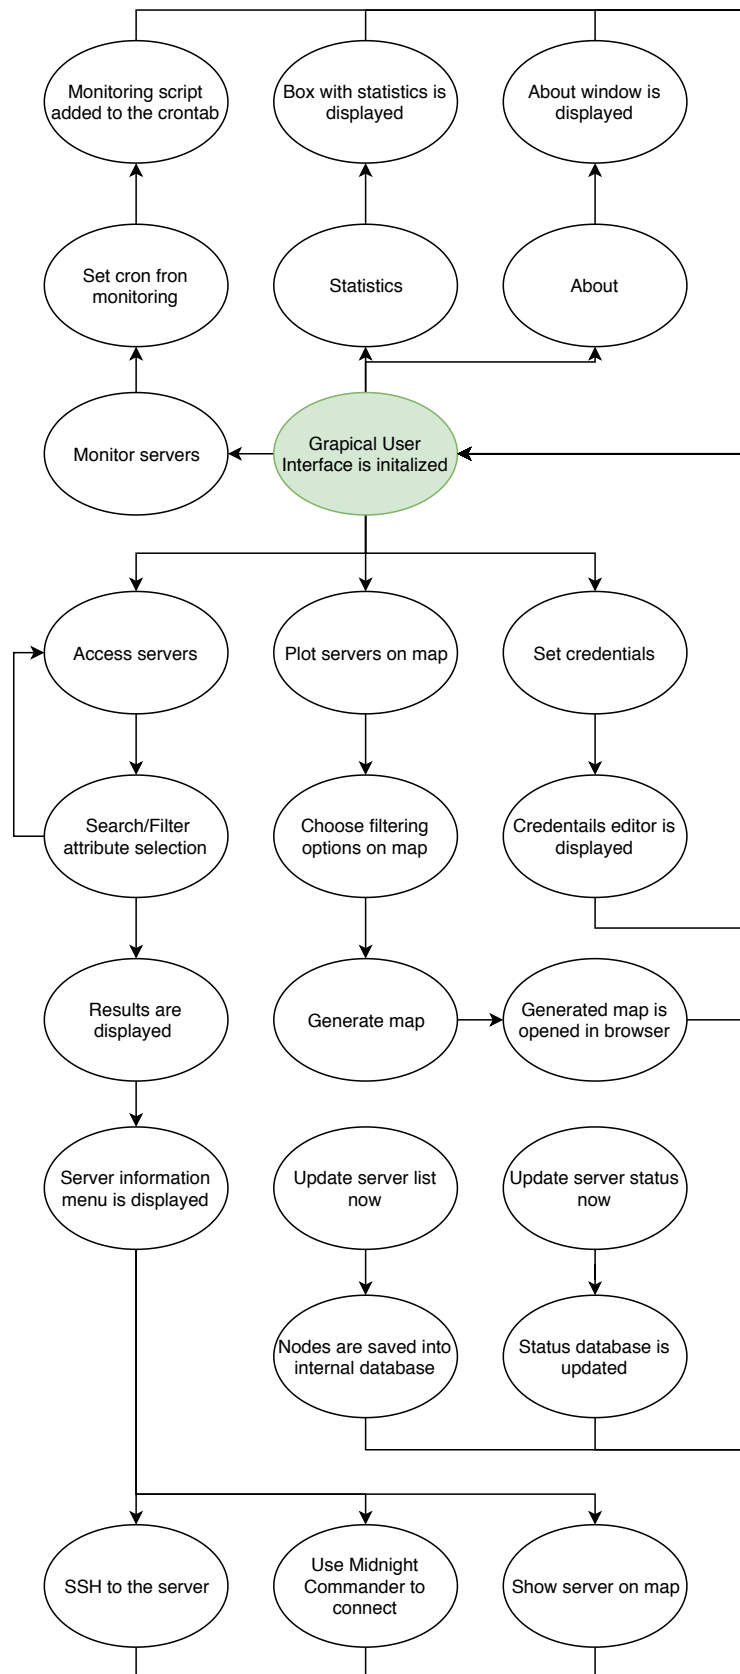 Monitoring script
added to the crontab
Box with statistics is
displayed
About window is
displayed
Set cron fron
monitoring
Statistics
About
Monitor servers
Grapical User
Interface is initalized
Access servers
Plot servers on map
Set credentials
Search/Filter
attribute selection
Choose filtering
options on map
Credentails editor is
displayed
Results are
displayed
Generate map
Generated map is
opened in browser
Server information
menu is displayed
Update server list
now
Update server status
now
Nodes are saved into
internal database
Status database is
updated
SSH to the server
Use Midnight
Commander to
connect
Show server on map